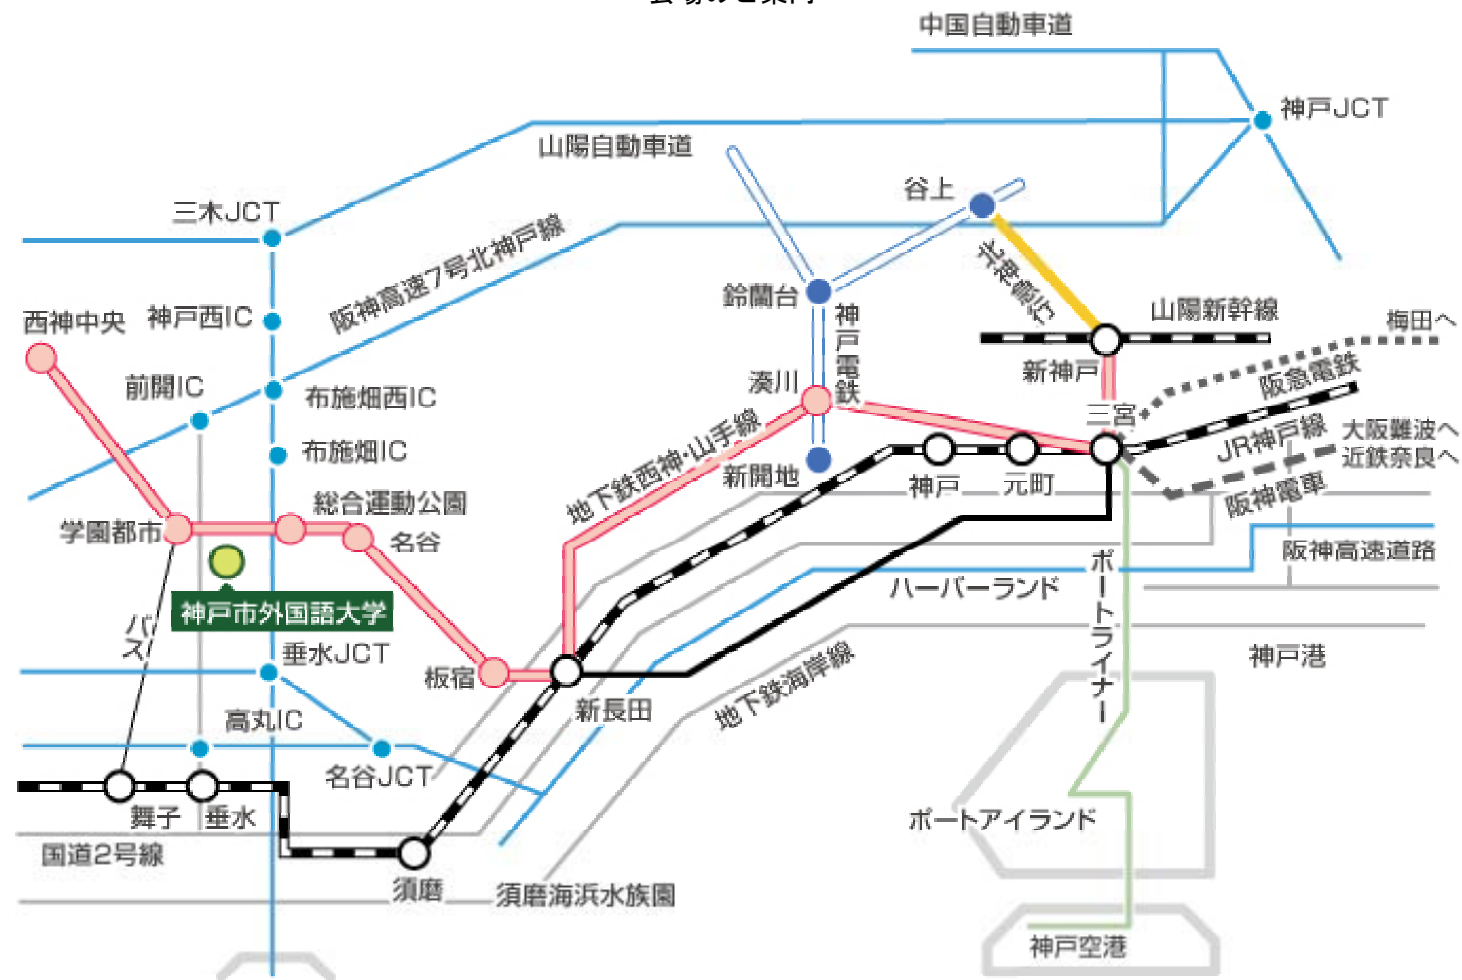 会場のご案内
中国自動車道
神戸JCT
山陽自動車道
谷上
三木JCT
阪神高速7号北神戸線
北神急行
鈴蘭台
神戸電鉄
山陽新幹線
梅田へ
西神中央
神戸西IC
新神戸
阪急電鉄
前開IC
布施畑西IC
湊川
三宮
JR神戸線
大阪難波へ
近鉄奈良へ
布施畑IC
地下鉄西神・山手線
新開地
神戸
元町
阪神電車
総合運動公園
学園都市
名谷
阪神高速道路
神戸市外国語大学
ハーバーランド
ポートライナー
バス
垂水JCT
板宿
神戸港
新長田
地下鉄海岸線
高丸IC
名谷JCT
舞子
垂水
ポートアイランド
国道2号線
須磨
須磨海浜水族園
神戸空港